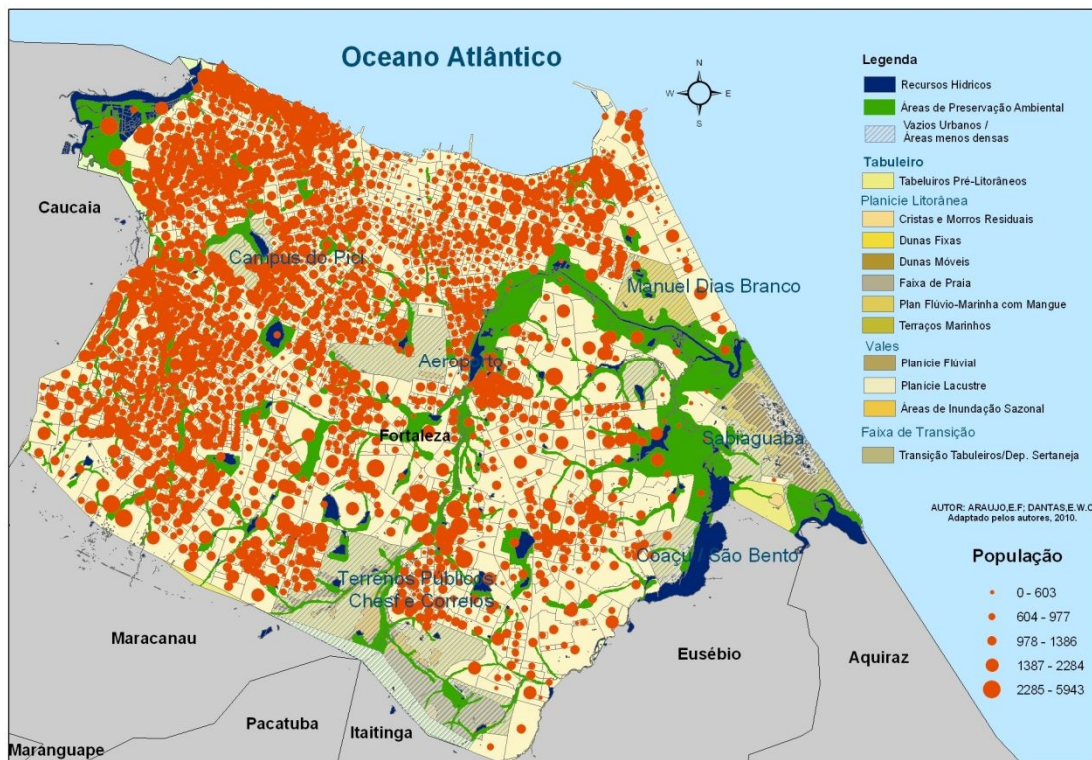 Oceano Atlântico
N
W
E
S
Caucaia
Campus do Pici
Manuel Dias Branco
Aeroporto
Fortaleza
Sabiaguaba
Coaçu / São Bento
Terrenos Públicos
Chesf e Correios
Maracanau
Eusébio
Aquiraz
Pacatuba
Itaitinga
Maranguape
Legenda
Recursos Hídricos
Áreas de Preservação Ambiental
Vazios Urbanos /
Áreas menos densas
Tabuleiro
Tabeluiros Pré-Litorâneos
Planície Litorânea
Cristas e Morros Residuais
Dunas Fixas
Dunas Móveis
Faixa de Praia
Plan Flúvio-Marinha com Mangue
Terraços Marinhos
Vales
Planície Flúvial
Planície Lacustre
Áreas de Inundação Sazonal
Faixa de Transição
Transição Tabuleiros/Dep. Sertaneja
AUTOR: ARAUJO,E.F; DANTAS,E.W.C
Adaptado pelos autores, 2010.
População
0 - 603
604 - 977
978 - 1386
1387 - 2284
2285 - 5943